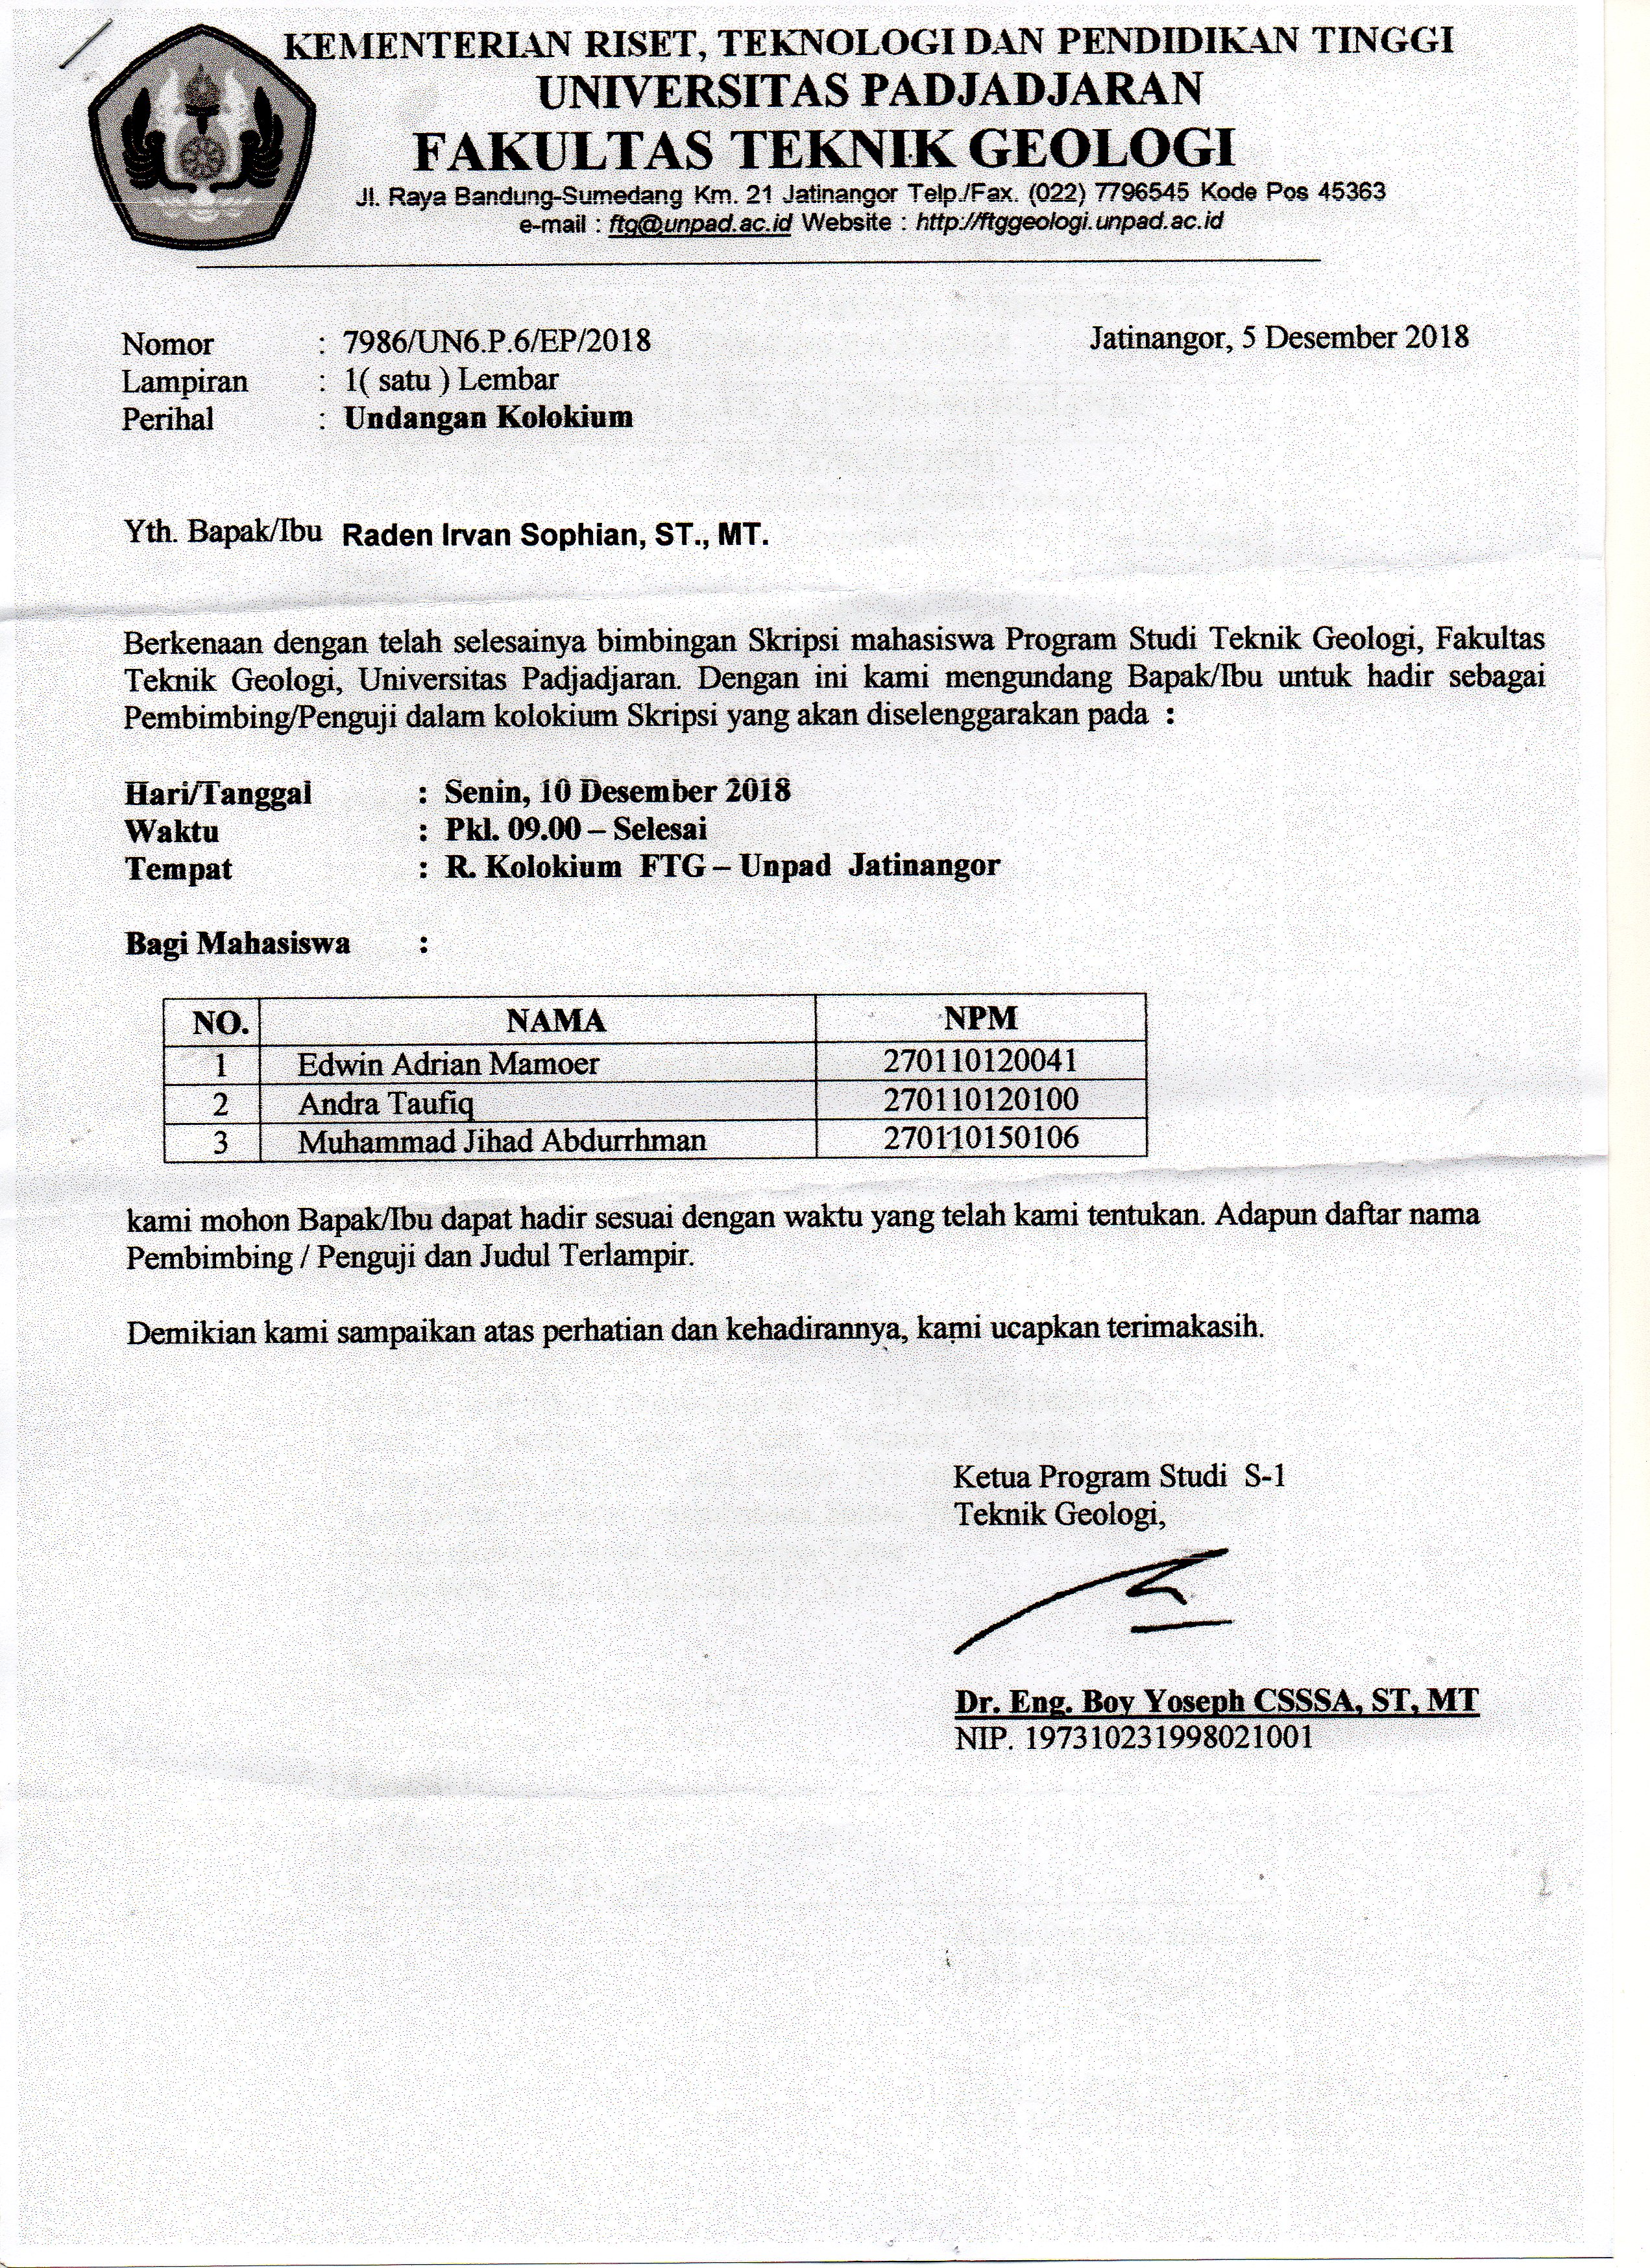 KEMENTERIAN RISET, TEKNOLOGI DAN PENDIDIKAN TINGGI
UNIVERSITAS PADJADJARAN
FAKULTAS TEKNIK GEOLOGI
Jl. Raya Bandung-Sumedang Km. 21 Jatinangor Telp./Fax. (022) 7796545 Kode Pos 45363
e-mail : ftg@unpad.ac.id Website : http://ftggeologi.unpad.ac.id
Nomor : 7986/UN6.P.6/EP/2018 Jatinangor, 5 Desember 2018
Lampiran : 1( satu ) Lembar
Perihal : Undangan Kolokium
Yth. Bapak/Ibu Raden Irvan Sophian, ST., MT.
Berkenaan dengan telah selesainya bimbingan Skripsi mahasiswa Program Studi Teknik Geologi, Fakultas
Teknik Geologi, Universitas Padjadjaran. Dengan ini kami mengundang Bapak/Ibu untuk hadir sebagai
Pembimbing/Penguji dalam kolokium Skripsi yang akan diselenggarakan pada :
Hari/Tanggal : Senin, 10 Desember 2018
Waktu : Pkl. 09.00 – Selesai
Tempat : R. Kolokium FTG – Unpad Jatinangor
Bagi Mahasiswa :
NO. NAMA NPM
1 Edwin Adrian Mamoer 270110120041
2 Andra Taufiq 270110120100
3 Muhammad Jihad Abdurrhman 270110150106
kami mohon Bapak/Ibu dapat hadir sesuai dengan waktu yang telah kami tentukan. Adapun daftar nama
Pembimbing / Penguji dan Judul Terlampir.
Demikian kami sampaikan atas perhatian dan kehadirannya, kami ucapkan terimakasih.
Ketua Program Studi S-1
Teknik Geologi,
Dr. Eng. Boy Yoseph CSSSA, ST, MT
NIP. 197310231998021001